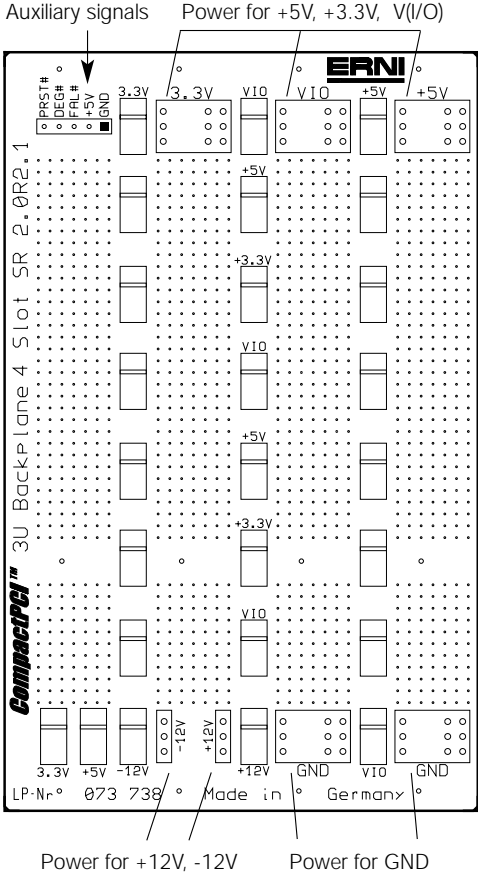 Auxiliary signals
Power for +5V, +3.3V, V(I/O)
ERNI
PRST#
DEG#
FAL#
+5V
GND
3.3V
3.3V
VIO
VIO
+5V
+5V
+5V
+3.3V
VIO
+5V
+3.3V
VIO
3U Backplane 4 Slot SR 2.0R2.1
CompactPCI™
-12V
+12V
3.3V
+5V
-12V
+12V
GND
VIO
GND
LP-Nr 073 738 Made in Germany
Power for +12V, -12V
Power for GND